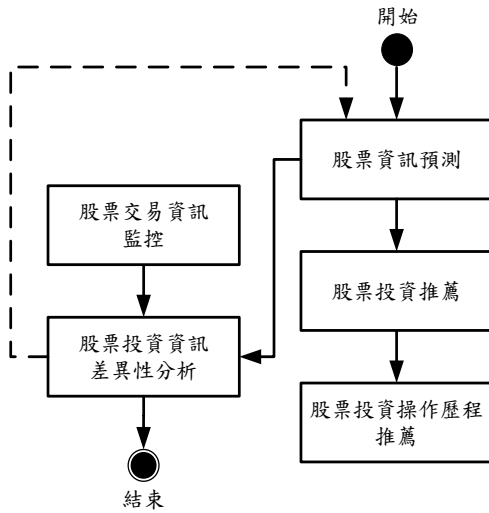 開始
股票資訊預測
股票交易資訊
監控
股票投資推薦
股票投資資訊
差異性分析
股票投資操作歷程
推薦
結束